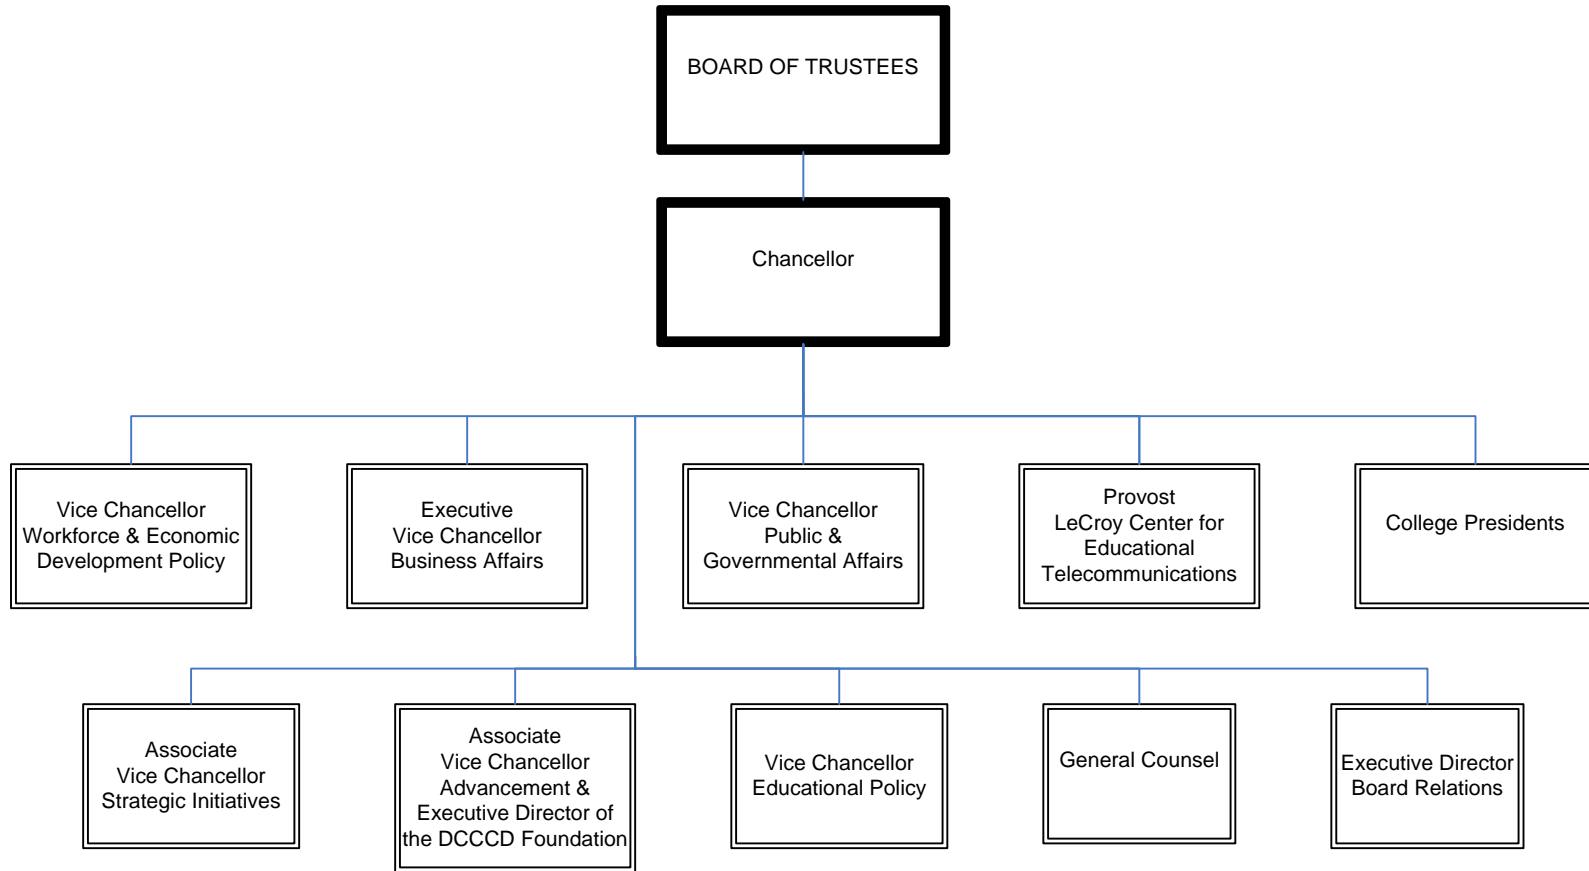 BOARD OF TRUSTEES
Chancellor
Vice Chancellor
Workforce & Economic
Development Policy
Executive
Vice Chancellor
Business Affairs
Vice Chancellor
Public &
Governmental Affairs
Provost
LeCroy Center for
Educational
Telecommunications
College Presidents
Associate
Vice Chancellor
Strategic Initiatives
Associate
Vice Chancellor
Advancement &
Executive Director of
the DCCCD Foundation
Vice Chancellor
Educational Policy
General Counsel
Executive Director
Board Relations